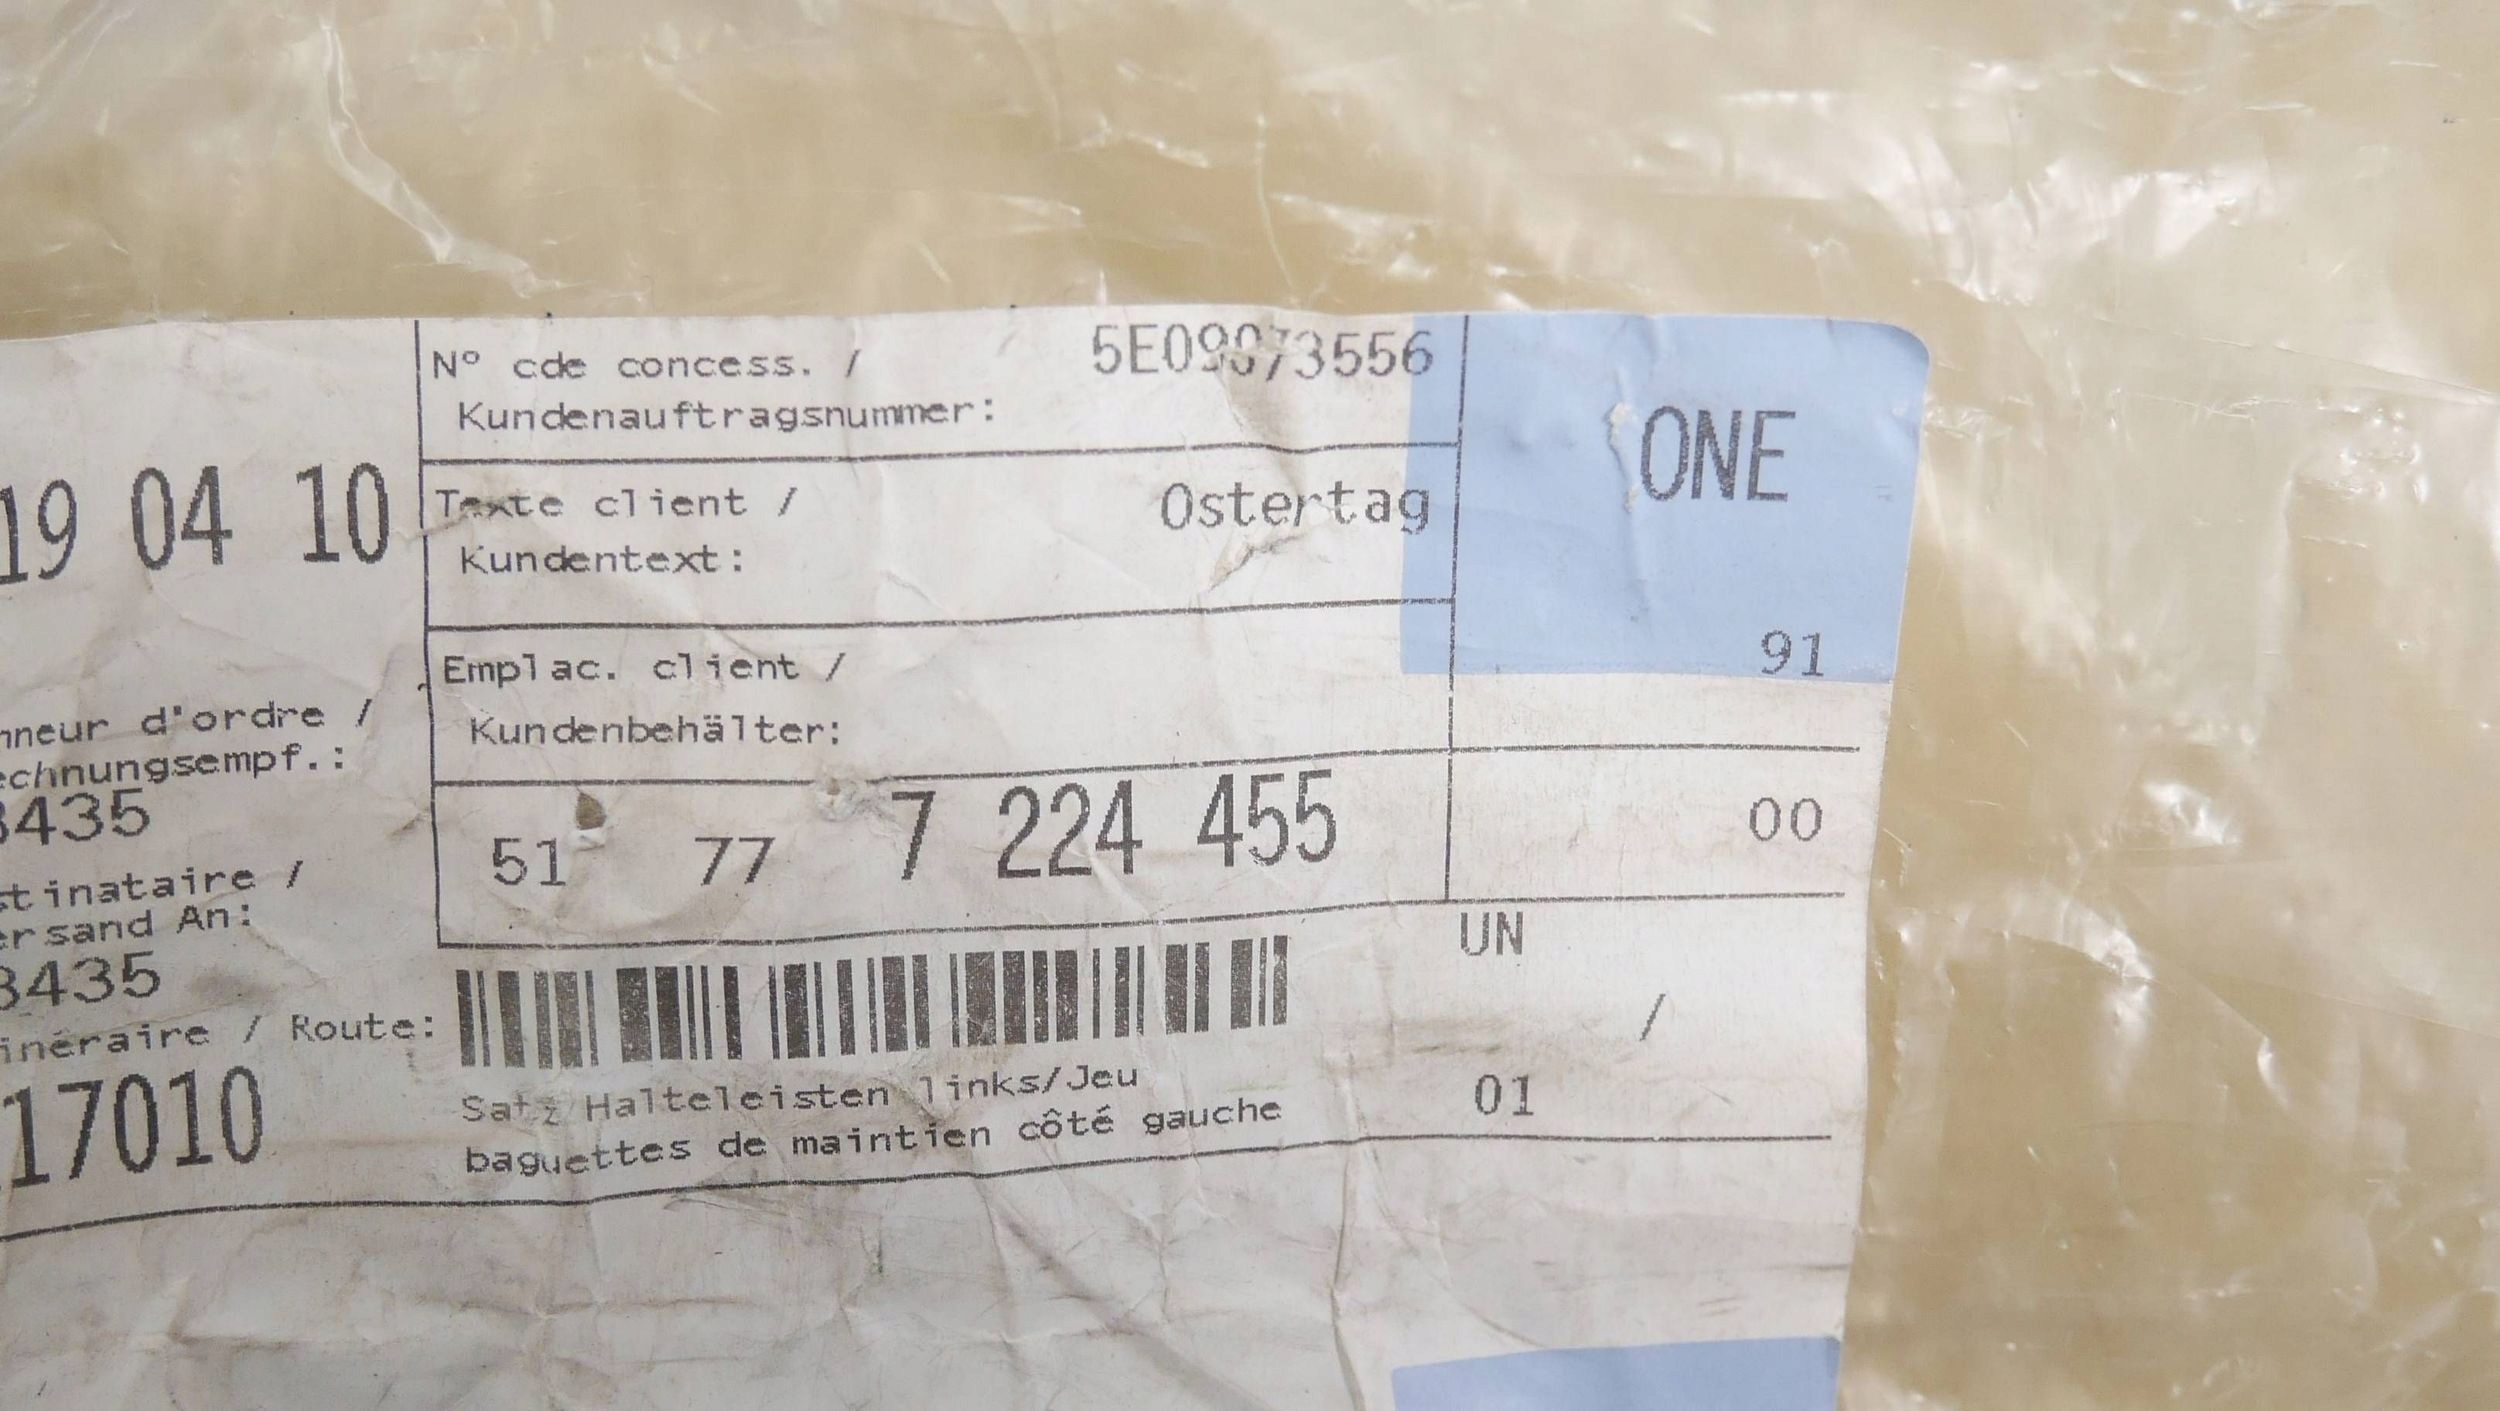 N° cde concess. / 5E09073556
Kundenauftragsnummer:
ONE
19 04 10
Texte client / Ostertag
Kundentext:
91
Emplac. client /
Kundenbehälter:
nneur d'ordre /
echnungsempf.:
3435
51 77 7 224 455
00
stinataire /
ersand An:
3435
UN
/
inéraire / Route:
17010
01
Satz Halteleisten links/Jeu
baguettes de maintien côté gauche